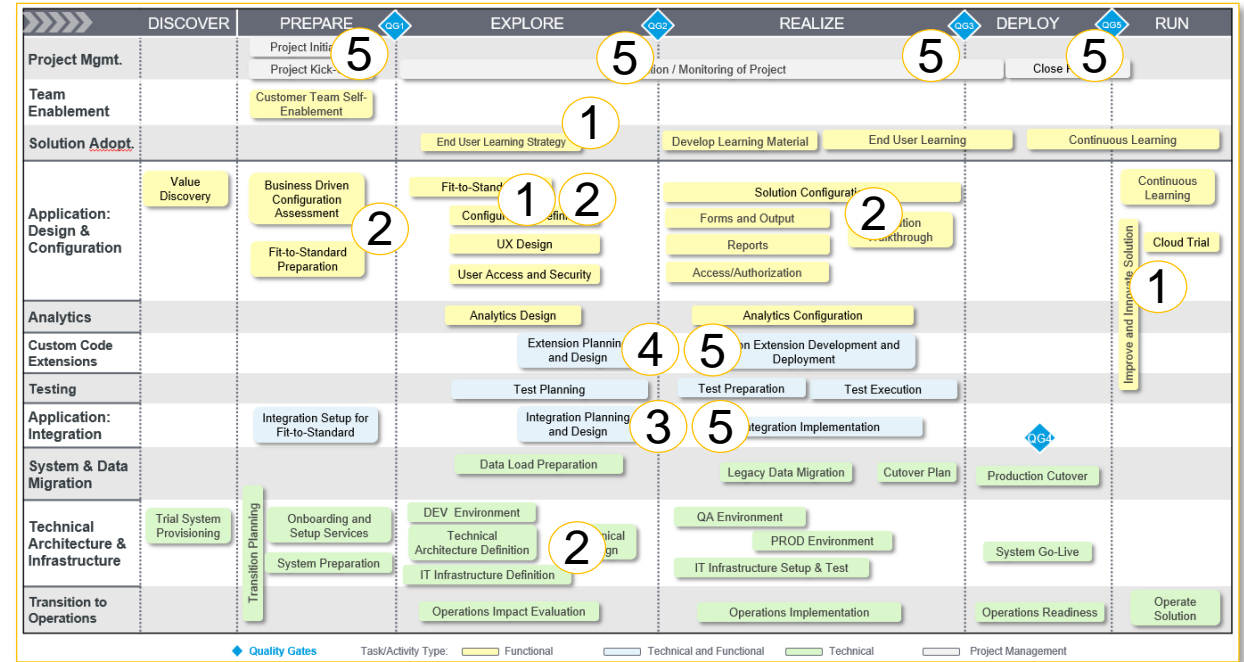 DISCOVER PREPARE QG1 EXPLORE QG2 REALIZE QG3 DEPLOY QG5 RUN
Project Mgmt.
Project Initi
5
Project Kick-
5
ion / Monitoring of Project
5
Close
5
Team
Enablement
Customer Team Self-
Enablement
Solution Adopt.
End User Learning Strategy
1
Develop Learning Material
End User Learning
Continuous Learning
Application:
Design &
Configuration
Value
Discovery
Business Driven
Configuration
Assessment
2
Fit-to-Standard
Preparation
Fit-to-Stand
1
2
UX Design
User Access and Security
Solution Configurati
Forms and Output
2
Reports
Access/Authorization
Continuous
Learning
Cloud Trial
Improve and Innovate Solution
1
Analytics
Analytics Design
Analytics Configuration
Custom Code
Extensions
Extension Planning
and Design
4
5
n Extension Development and
Deployment
Testing
Test Planning
Test Preparation
Test Execution
Application:
Integration
Integration Setup for
Fit-to-Standard
Integration Planning
and Design
3
5
ntegration Implementation
QG4
System & Data
Migration
Data Load Preparation
Legacy Data Migration
Cutover Plan
Production Cutover
Technical
Architecture &
Infrastructure
Trial System
Provisioning
Transition Planning
Onboarding and
Setup Services
System Preparation
DEV Environment
Technical
Architecture Definition
2
nical
gn
IT Infrastructure Definition
QA Environment
PROD Environment
IT Infrastructure Setup & Test
System Go-Live
Transition to
Operations
Operations Impact Evaluation
Operations Implementation
Operations Readiness
Operate
Solution
Quality Gates Task/Activity Type: Functional Technical and Functional Technical Project Management